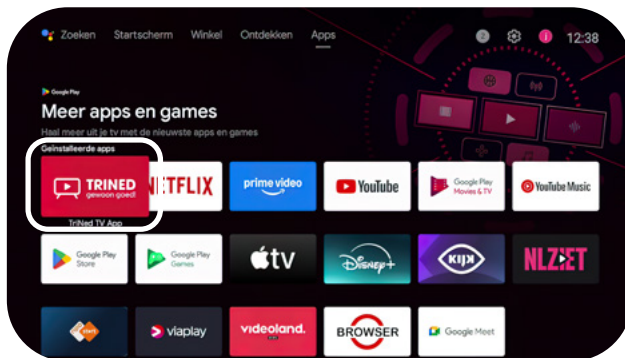 Zoeken Startscherm Winkel Ontdekken Apps 2 12:38
Google Play
Meer apps en games
Haal meer uit je tv met de nieuwste apps en games
Geïnstalleerde apps
TRINED NETFLIX prime video YouTube Google Play Movies & TV YouTube Music
gewoon goed!
TriNed TV App
Google Play Store Google Play Games tv Disney+ KIJK NLZIET
start viaplay videoland. BROWSER Google Meet